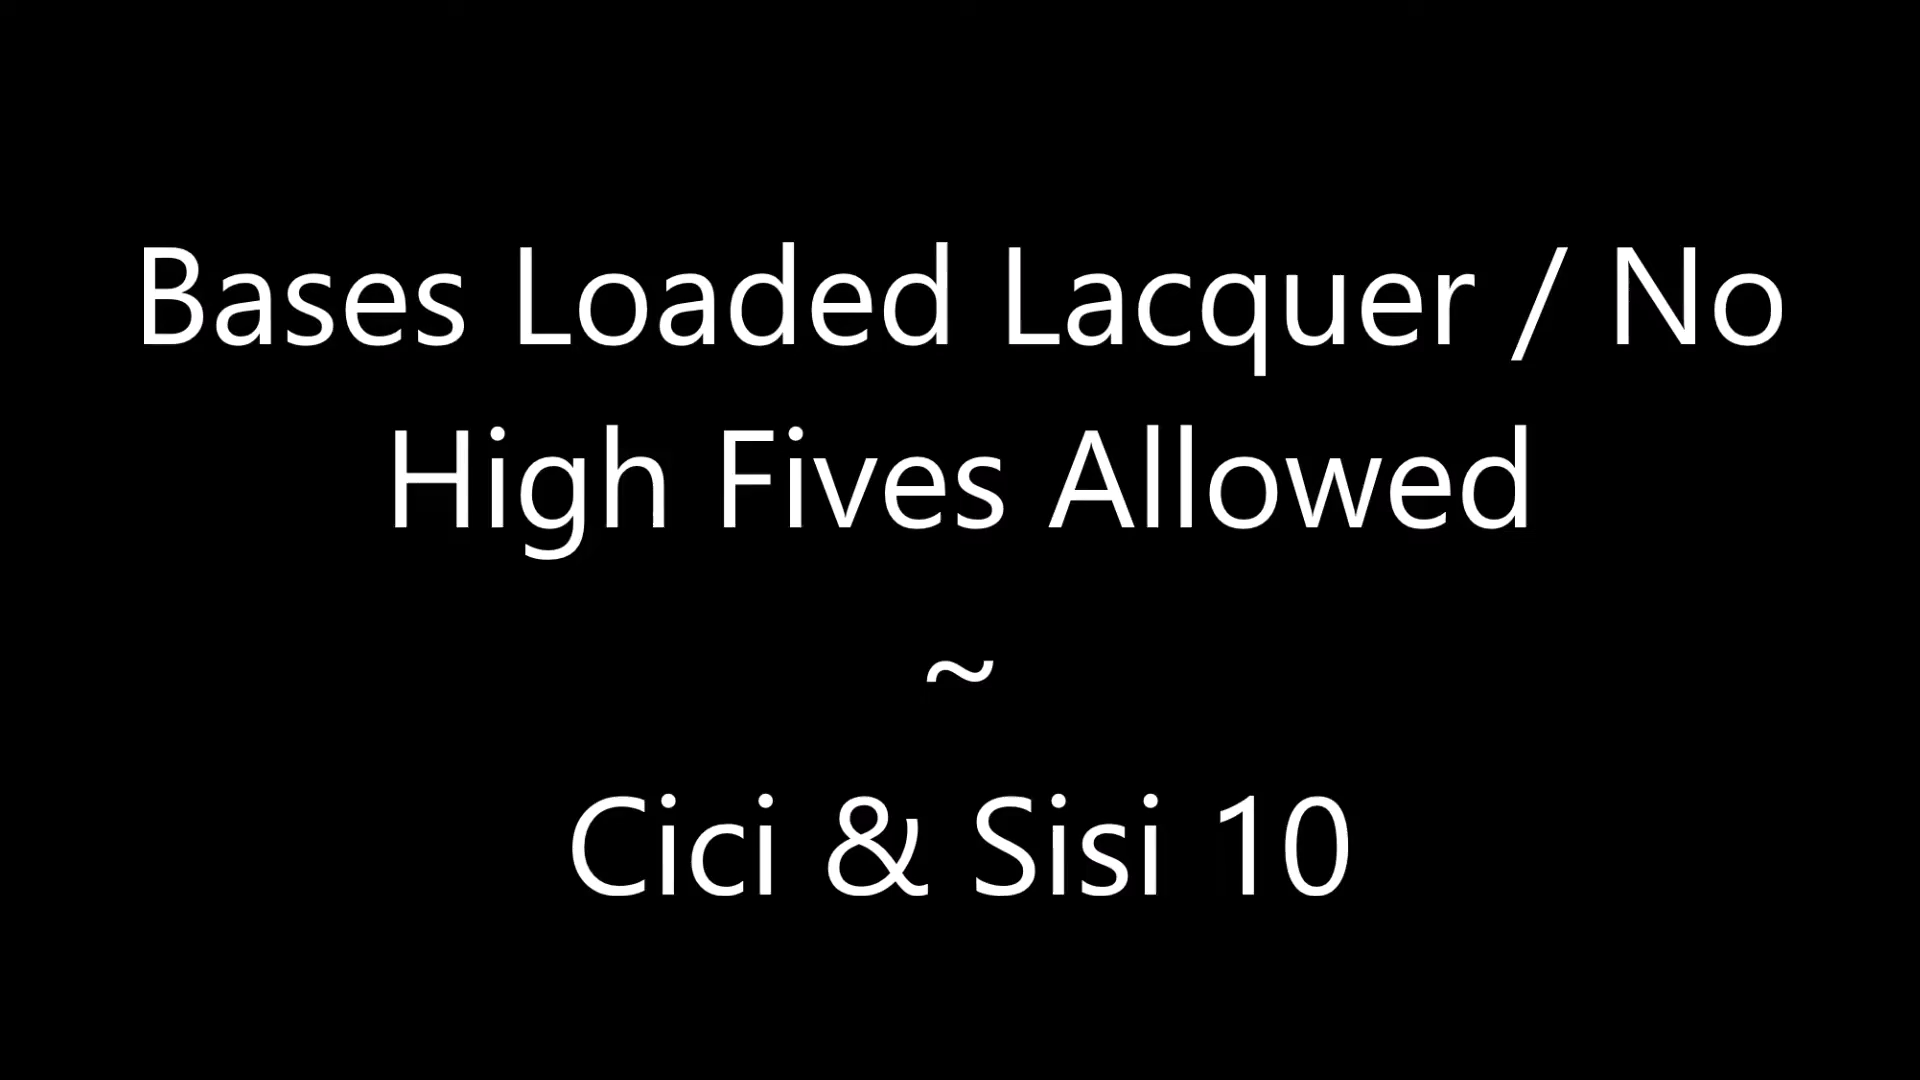 Bases Loaded Lacquer / No
High Fives Allowed
~
Cici & Sisi 10